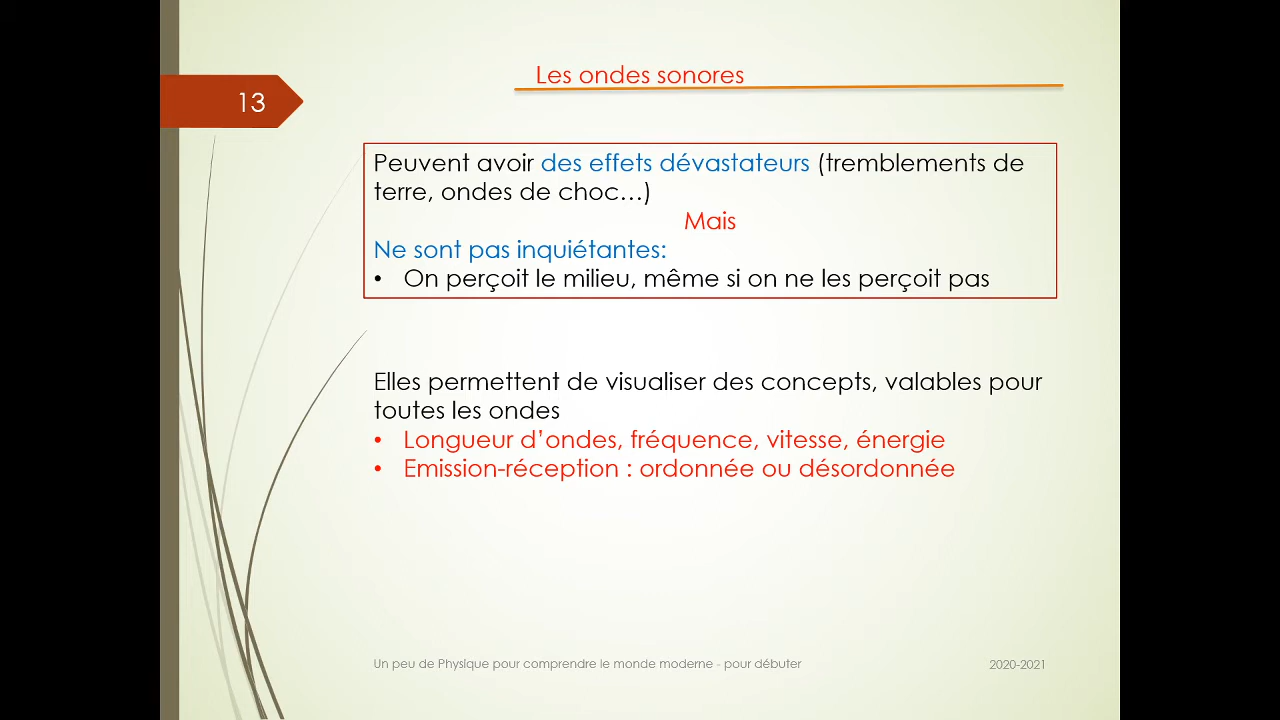 Les ondes sonores
13
Peuvent avoir des effets dévastateurs (tremblements de
terre, ondes de choc…)
Mais
Ne sont pas inquiétantes:
• On perçoit le milieu, même si on ne les perçoit pas
Elles permettent de visualiser des concepts, valables pour
toutes les ondes
• Longueur d’ondes, fréquence, vitesse, énergie
• Emission-réception : ordonnée ou désordonnée
Un peu de Physique pour comprendre le monde moderne - pour débuter
2020-2021